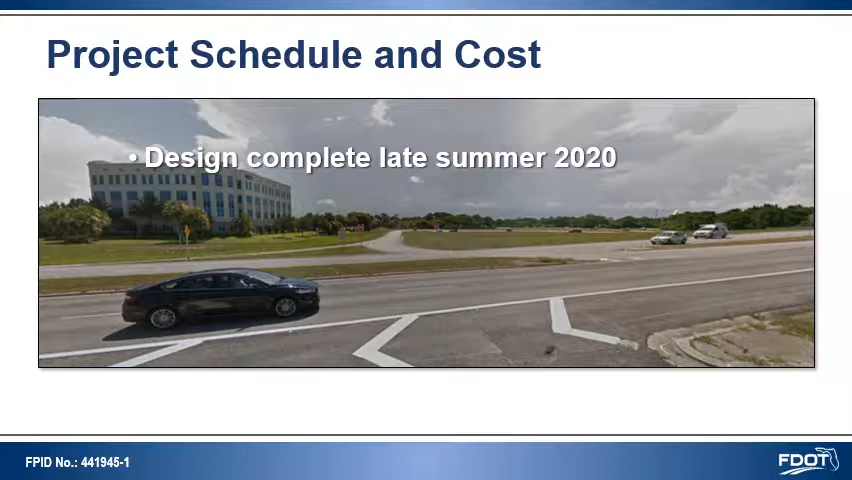 Project Schedule and Cost
• Design complete late summer 2020
FPID No.: 441945-1
FDOT